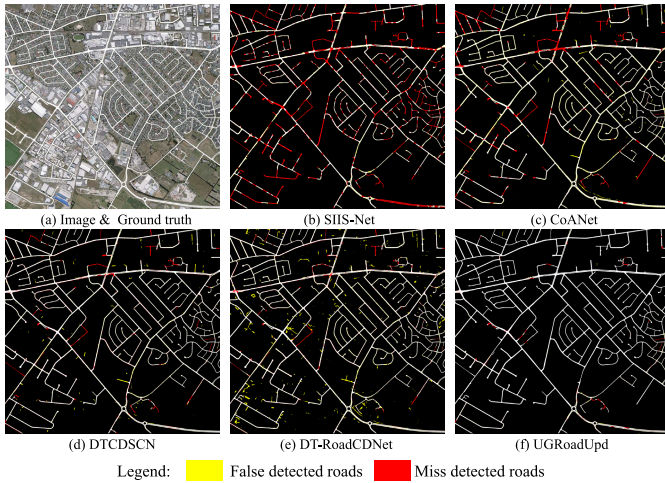 (a) Image & Ground truth
(b) SIIS-Net
(c) CoANet
(d) DTCDSCN
(e) DT-RoadCDNet
(f) UGRoadUpd
Legend: False detected roads Miss detected roads